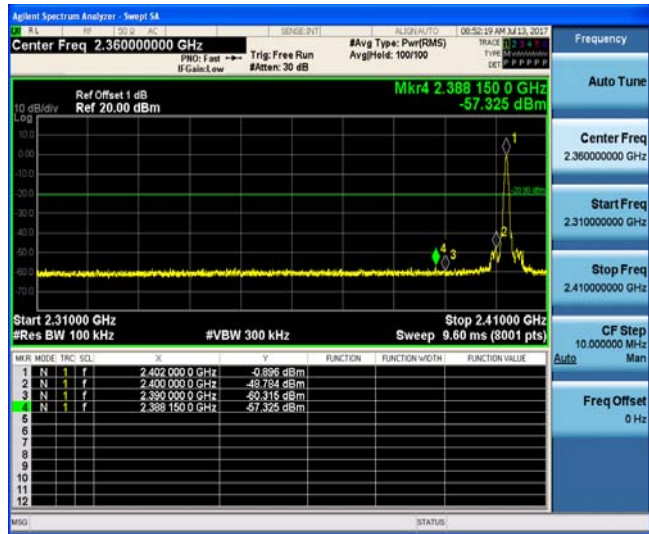 Agilent Spectrum Analyzer - Swept SA
RL RF 50 Ω AC SENSE:INT ALIGN AUTO 08:52:19 AM Jul 13, 2017
Center Freq 2.360000000 GHz #Avg Type: Pwr(RMS) TRACE 1 2 3 4 5 6
PNO: Fast Trig: Free Run Avg|Hold: 100/100 TYPE
IFGain:Low #Atten: 30 dB DET P P P P P P
Frequency
Auto Tune
Mkr4 2.388 150 0 GHz
-57.325 dBm
Ref Offset 1 dB
10 dB/div Ref 20.00 dBm
Log
10.0
0.00
-10.0
-20.0
-30.0
-40.0
-50.0
-60.0
-70.0
1
2
3
4
Center Freq
2.360000000 GHz
Start Freq
2.310000000 GHz
Stop Freq
2.410000000 GHz
CF Step
10.000000 MHz
Auto Man
Freq Offset
0 Hz
Start 2.31000 GHz Stop 2.41000 GHz
#Res BW 100 kHz #VBW 300 kHz Sweep 9.60 ms (8001 pts)
MKR MODE TRC SCL X Y FUNCTION FUNCTION WIDTH FUNCTION VALUE
1 N 1 f 2.402 000 0 GHz -0.896 dBm
2 N 1 f 2.400 000 0 GHz -49.784 dBm
3 N 1 f 2.390 000 0 GHz -60.315 dBm
4 N 1 f 2.388 150 0 GHz -57.325 dBm
5
6
7
8
9
10
11
12
MSG STATUS